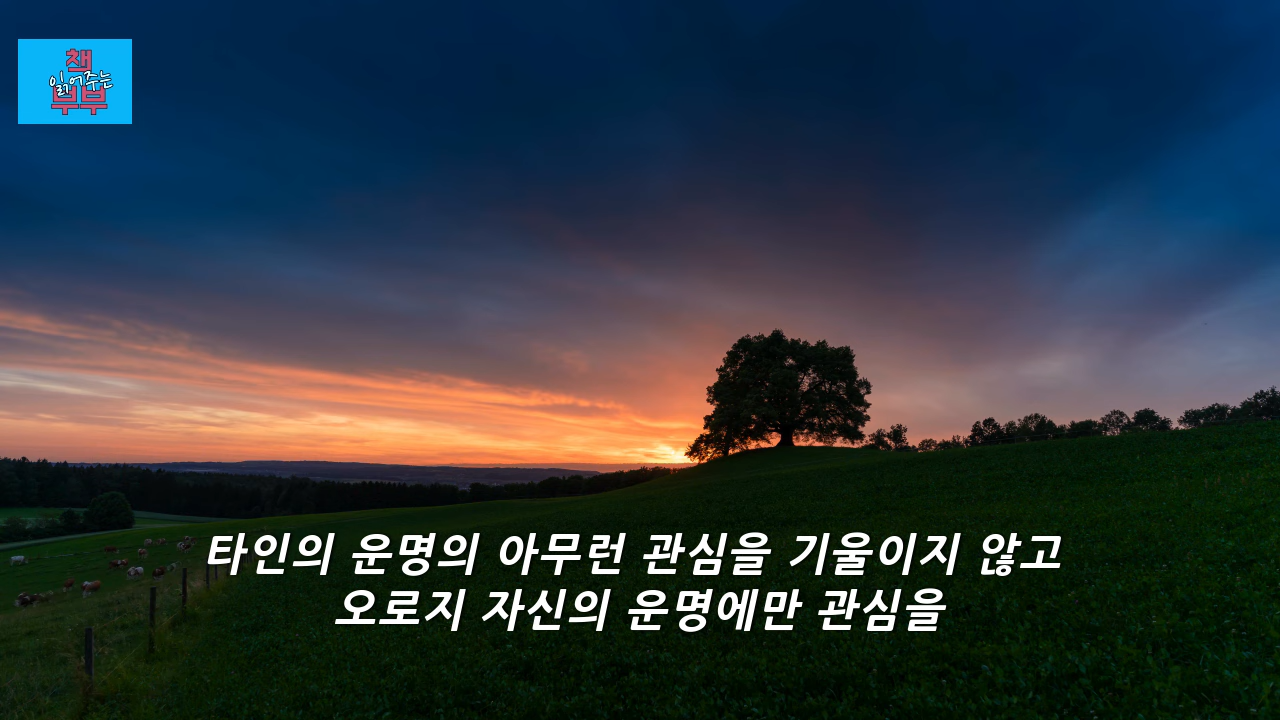 책
읽어주는
부부
타인의 운명의 아무런 관심을 기울이지 않고
오로지 자신의 운명에만 관심을